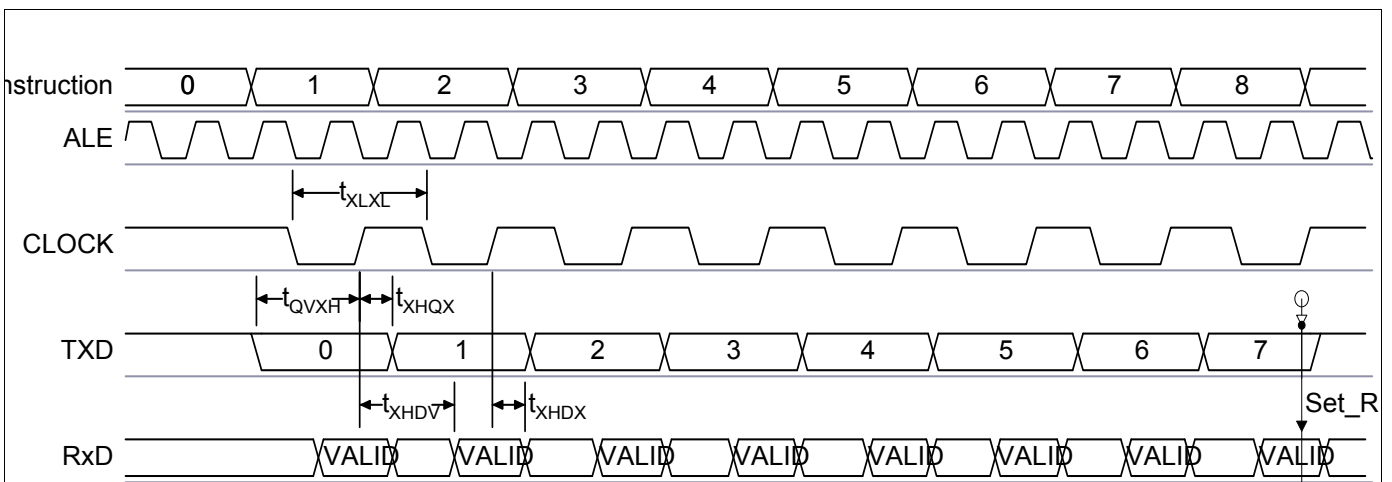 nstruction 0 1 2 3 4 5 6 7 8
ALE
tXLXL
CLOCK
tQVXH tXHQX
TXD 0 1 2 3 4 5 6 7
tXHDV tXHDX Set_R
RxD VALID VALID VALID VALID VALID VALID VALID VALID